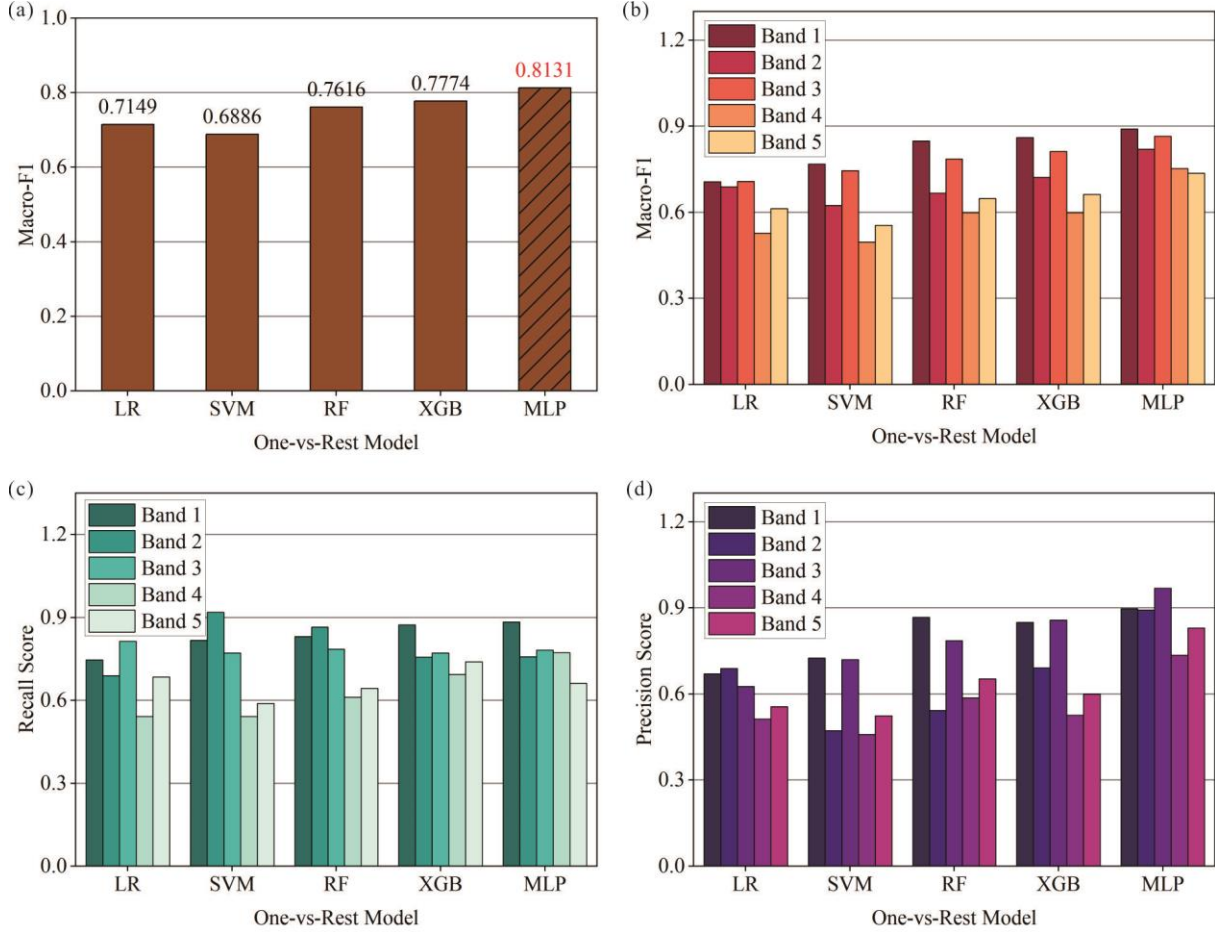 (a)
1.0
0.8
0.6
0.4
0.2
0.0
Macro-F1
0.7149
0.6886
0.7616
0.7774
0.8131
LR SVM RF XGB MLP
One-vs-Rest Model
(b)
1.2
0.9
0.6
0.3
0.0
Macro-F1
Band 1
Band 2
Band 3
Band 4
Band 5
LR SVM RF XGB MLP
One-vs-Rest Model
(c)
1.2
0.9
0.6
0.3
0.0
Recall Score
Band 1
Band 2
Band 3
Band 4
Band 5
LR SVM RF XGB MLP
One-vs-Rest Model
(d)
1.2
0.9
0.6
0.3
0.0
Precision Score
Band 1
Band 2
Band 3
Band 4
Band 5
LR SVM RF XGB MLP
One-vs-Rest Model